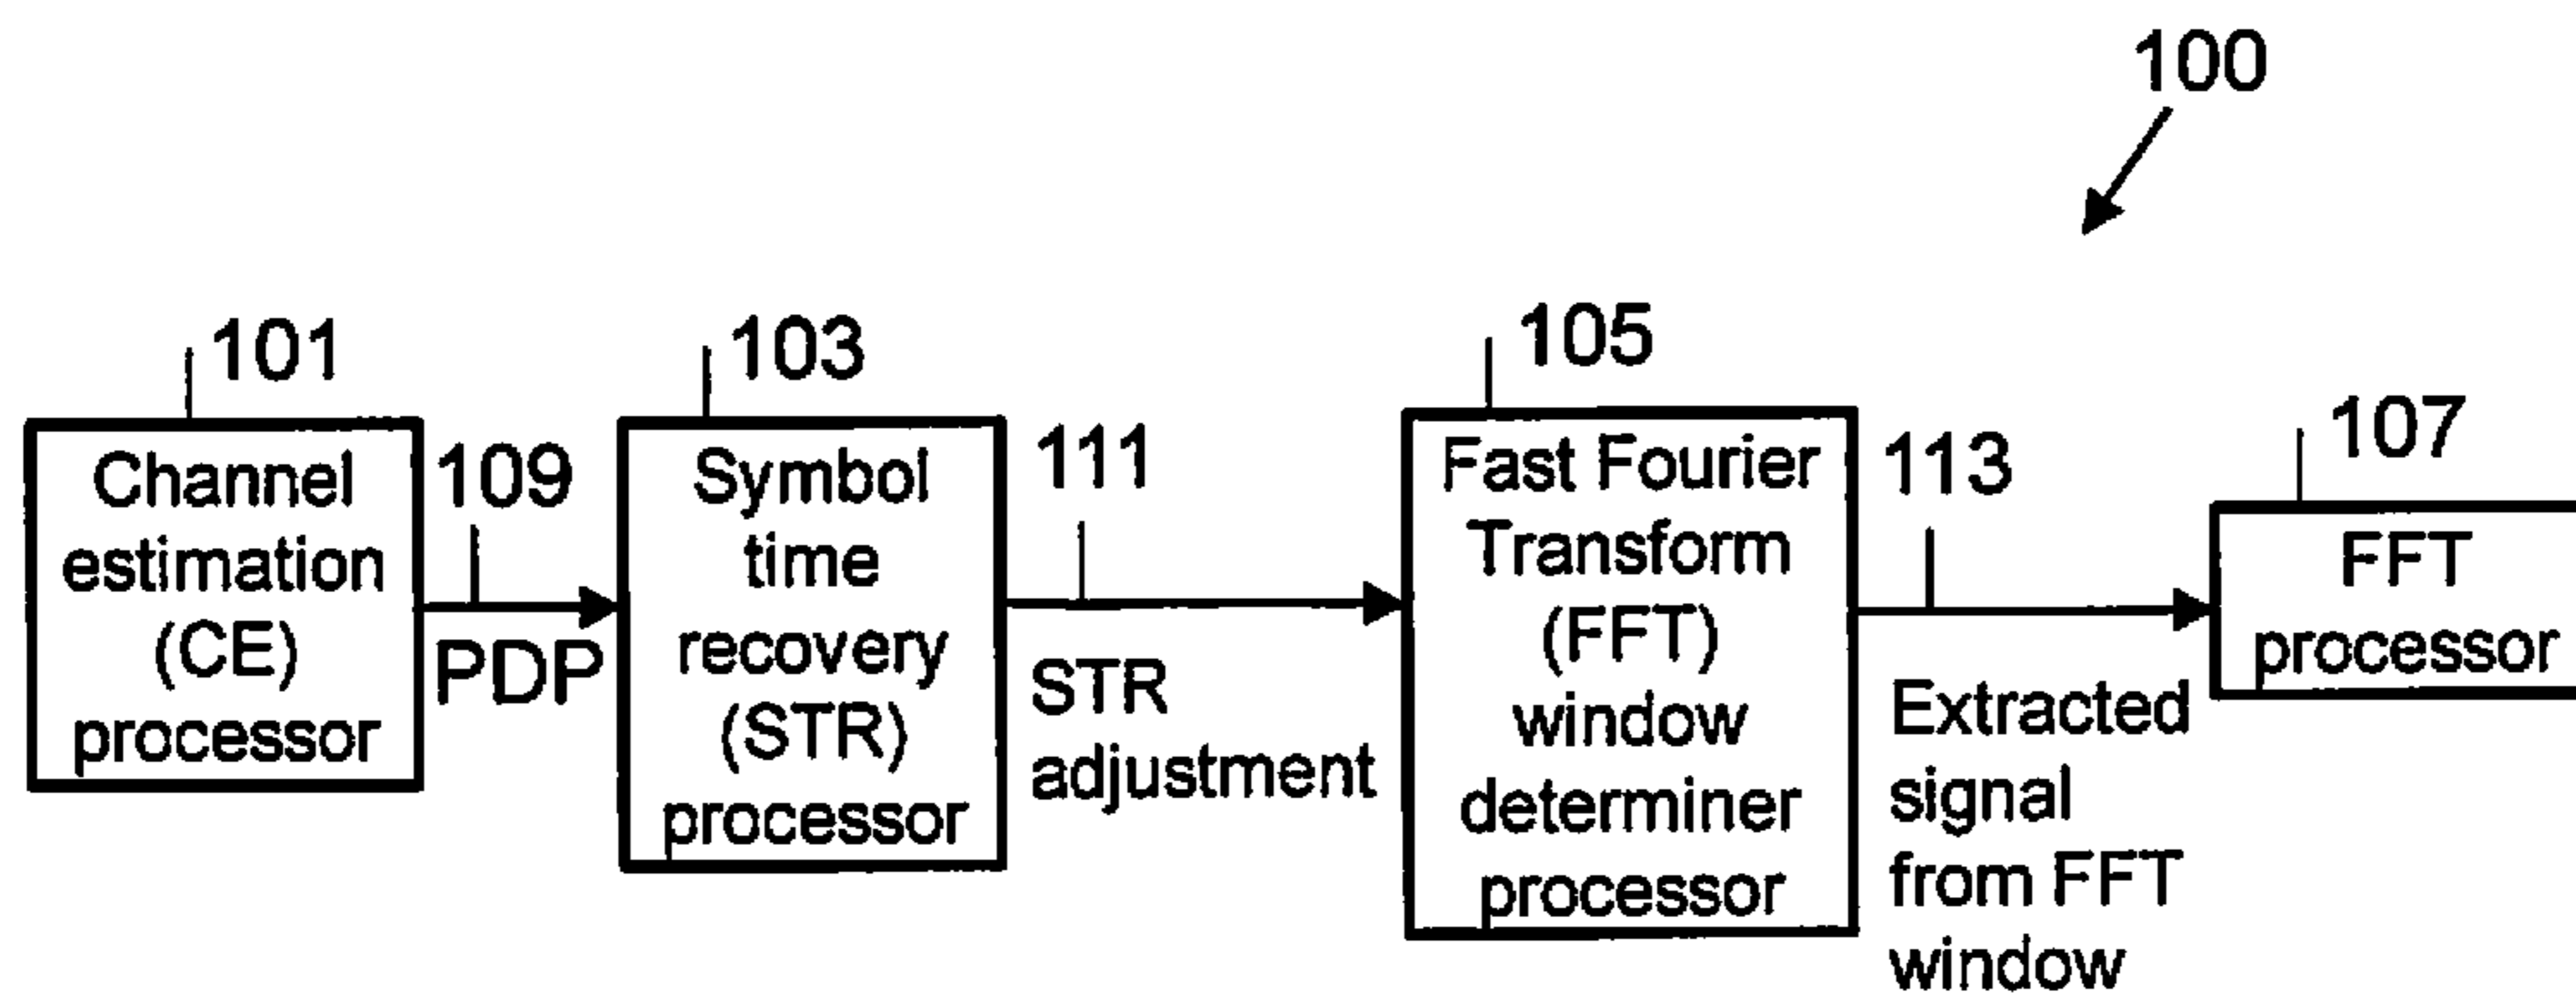 100
101
Channel
estimation
(CE)
processor
109
PDP
103
Symbol
time
recovery
(STR)
processor
111
STR
adjustment
105
Fast Fourier
Transform
(FFT)
window
determiner
processor
113
Extracted
signal
from FFT
window
107
FFT
processor